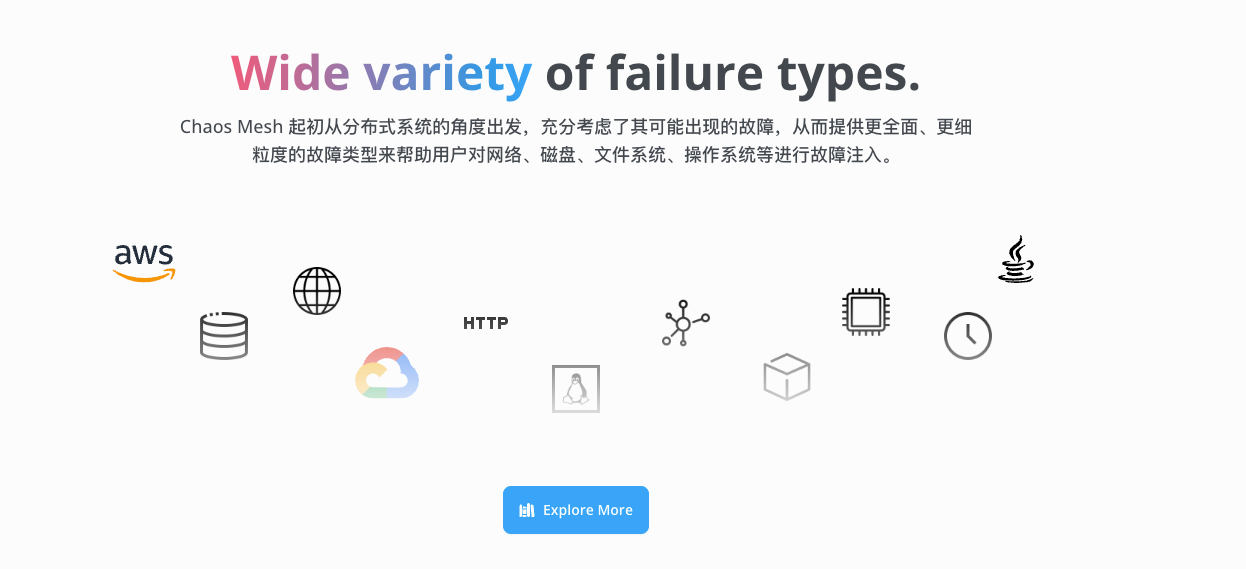 Wide variety of failure types.
Chaos Mesh 起初从分布式系统的角度出发，充分考虑了其可能出现的故障，从而提供更全面、更细
粒度的故障类型来帮助用户对网络、磁盘、文件系统、操作系统等进行故障注入。
aws
HTTP
Explore More